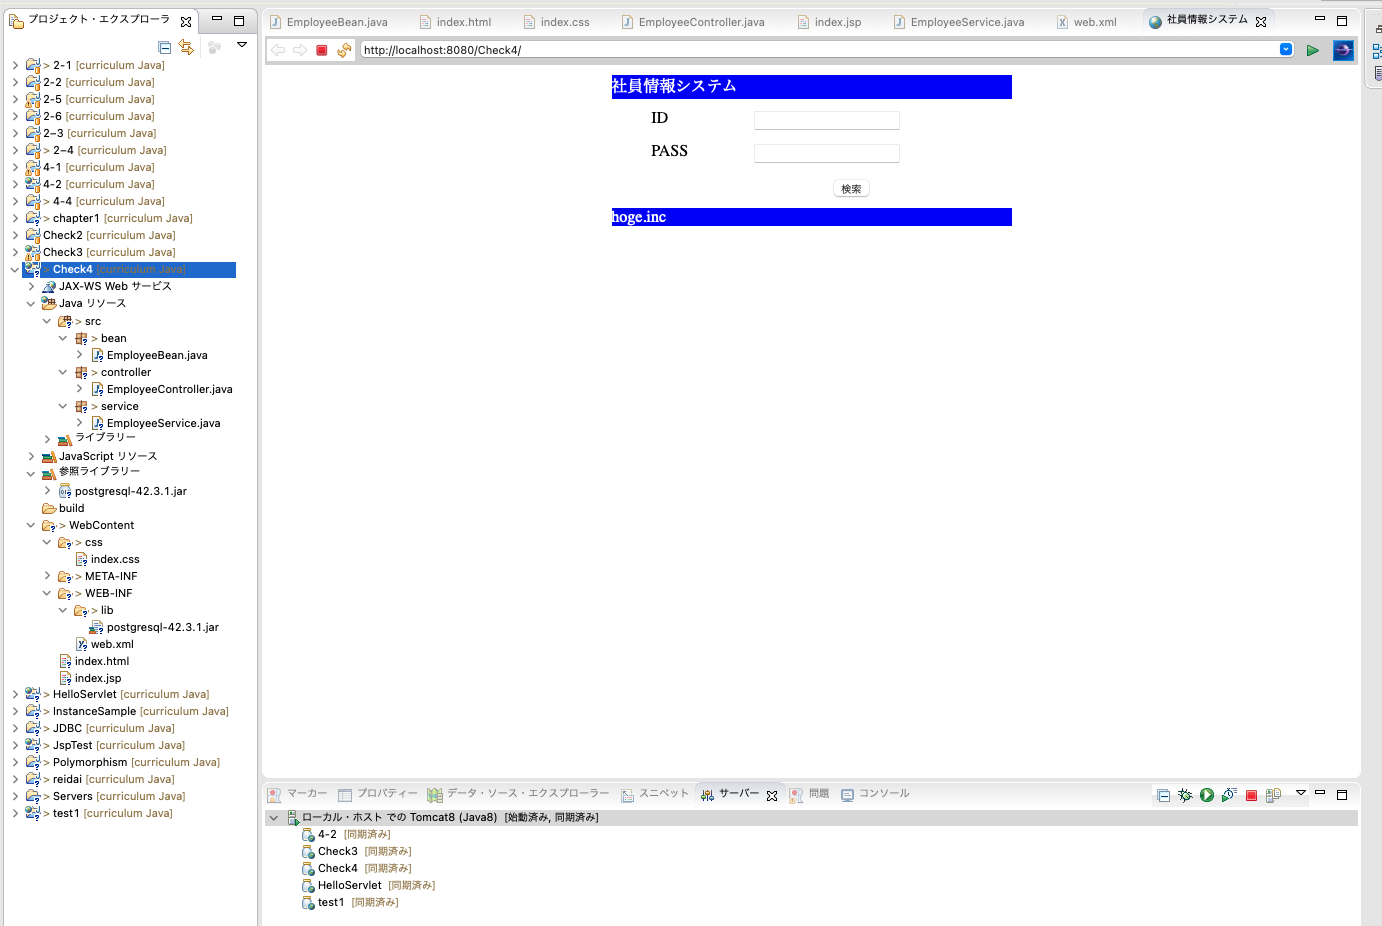 プロジェクト・エクスプローラ
> 2-1 [curriculum Java]
2-2 [curriculum Java]
2-5 [curriculum Java]
2-6 [curriculum Java]
2–3 [curriculum Java]
> 2–4 [curriculum Java]
4-1 [curriculum Java]
4-2 [curriculum Java]
> 4-4 [curriculum Java]
> chapter1 [curriculum Java]
Check2 [curriculum Java]
Check3 [curriculum Java]
> Check4 [curriculum Java]
JAX-WS Web サービス
Java リソース
> src
> bean
EmployeeBean.java
> controller
EmployeeController.java
> service
EmployeeService.java
ライブラリー
JavaScript リソース
参照ライブラリー
postgresql-42.3.1.jar
build
> WebContent
> css
index.css
> META-INF
> WEB-INF
> lib
postgresql-42.3.1.jar
web.xml
index.html
index.jsp
> HelloServlet [curriculum Java]
> InstanceSample [curriculum Java]
> JDBC [curriculum Java]
> JspTest [curriculum Java]
> Polymorphism [curriculum Java]
> reidai [curriculum Java]
> Servers [curriculum Java]
> test1 [curriculum Java]
EmployeeBean.java index.html index.css EmployeeController.java index.jsp EmployeeService.java web.xml 社員情報システム
http://localhost:8080/Check4/
社員情報システム
ID
PASS
検索
hoge.inc
マーカー プロパティー データ・ソース・エクスプローラー スニペット サーバー 問題 コンソール
ローカル・ホスト での Tomcat8 (Java8) [始動済み, 同期済み]
4-2 [同期済み]
Check3 [同期済み]
Check4 [同期済み]
HelloServlet [同期済み]
test1 [同期済み]